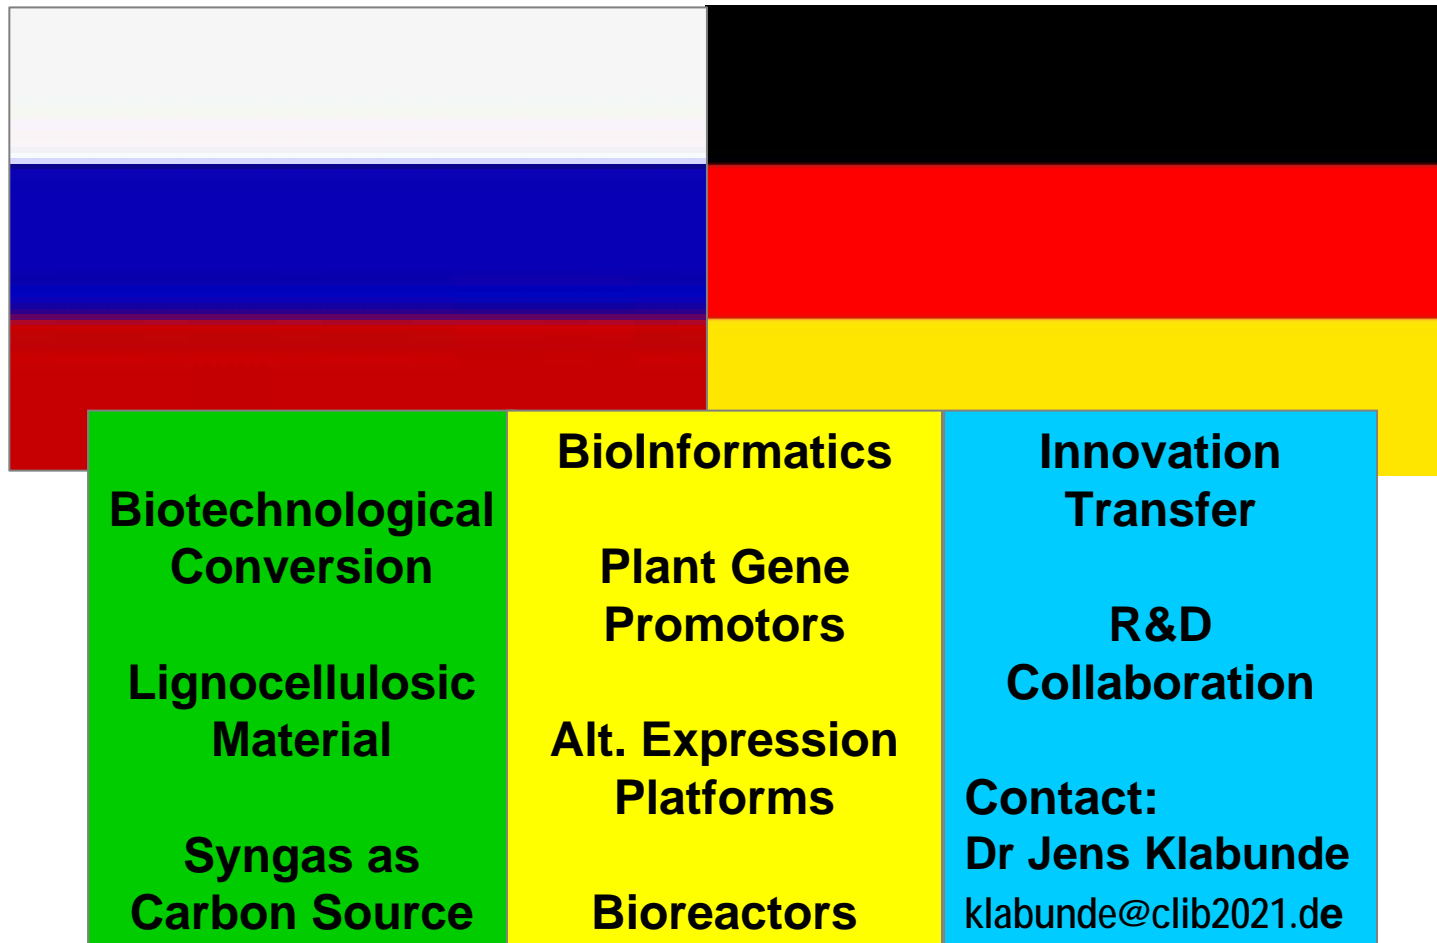 Biotechnological
Conversion
Lignocellulosic
Material
Syngas as
Carbon Source
BioInformatics
Plant Gene
Promotors
Alt. Expression
Platforms
Bioreactors
Innovation
Transfer
R&D
Collaboration
Contact:
Dr Jens Klabunde
klabunde@clib2021.de